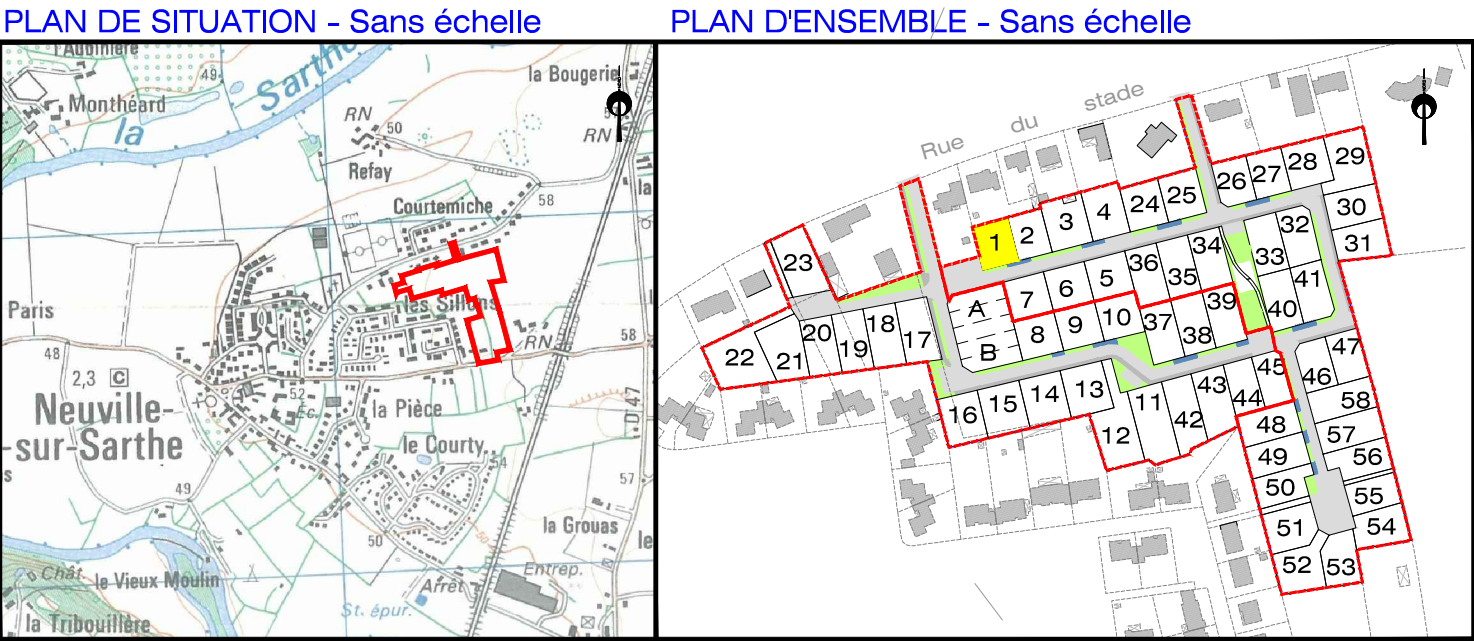 PLAN DE SITUATION - Sans échelle
PLAN D'ENSEMBLE - Sans échelle
l'Aubinière
49
Sarthe
la Bougerie
Monthéard
la
RN
50
RN
Refay
la
Courtemiche
58
les Sillons
Paris
RN
58
48
2,3
C
52
Éc.
la Pièce
D 47
Neuville-
-sur-Sarthe
le Courty
54
s
49
57
50
50
la Grouas
le
Chât.
le Vieux Moulin
Arrêt
Entrep.
St. épur.
la Tribouillère
Rue du stade
1
2
3
4
24
25
26
27
28
29
30
31
32
33
34
35
36
5
6
7
23
A
B
8
9
10
37
38
39
40
41
22
21
20
19
18
17
16
15
14
13
12
11
42
43
44
45
46
47
48
49
50
51
52
53
54
55
56
57
58